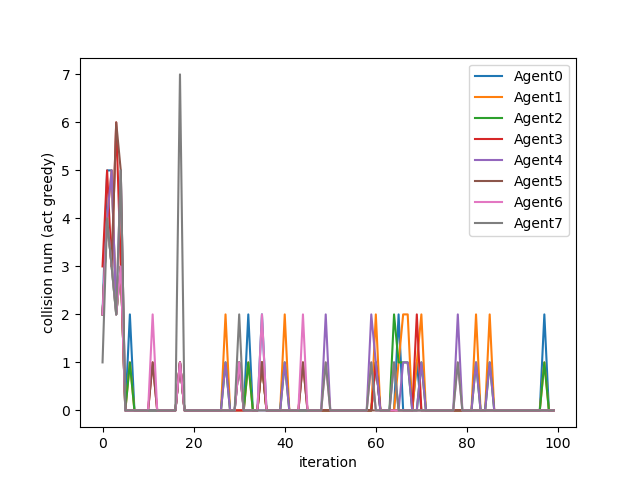 7
6
5
4
3
2
1
0
collision num (act greedy)
0
20
40
60
80
100
iteration
Agent0
Agent1
Agent2
Agent3
Agent4
Agent5
Agent6
Agent7